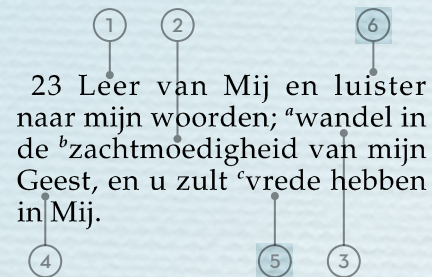 1 2 6
23 Leer van Mij en luister
naar mijn woorden; ᵃwandel in
de ᵇzachtmoedigheid van mijn
Geest, en u zult ᶜvrede hebben
in Mij.
4 5 3